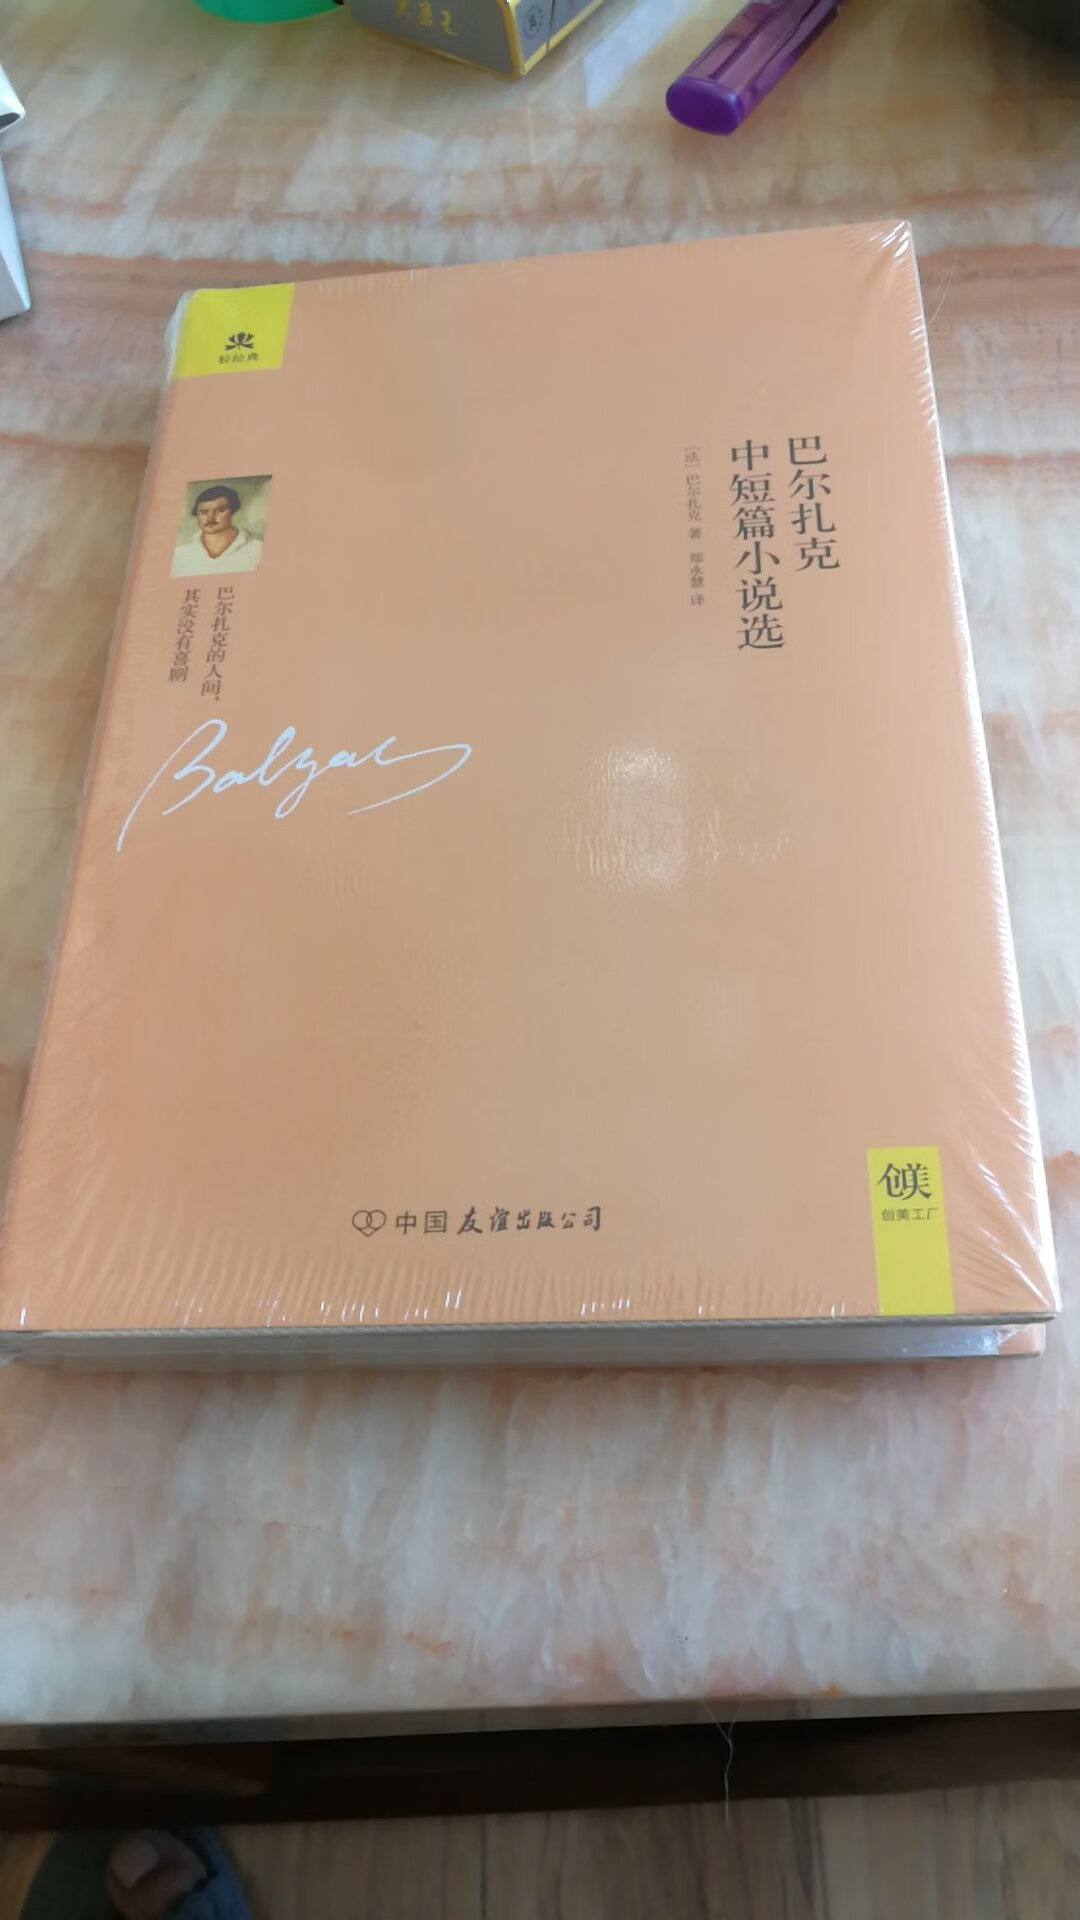 轻经典
巴尔扎克
中短篇小说选
[法] 巴尔扎克 著 郑永慧 译
巴尔扎克的人间，
其实没有喜剧
Balzac
中国友谊出版公司
创美
创美工厂